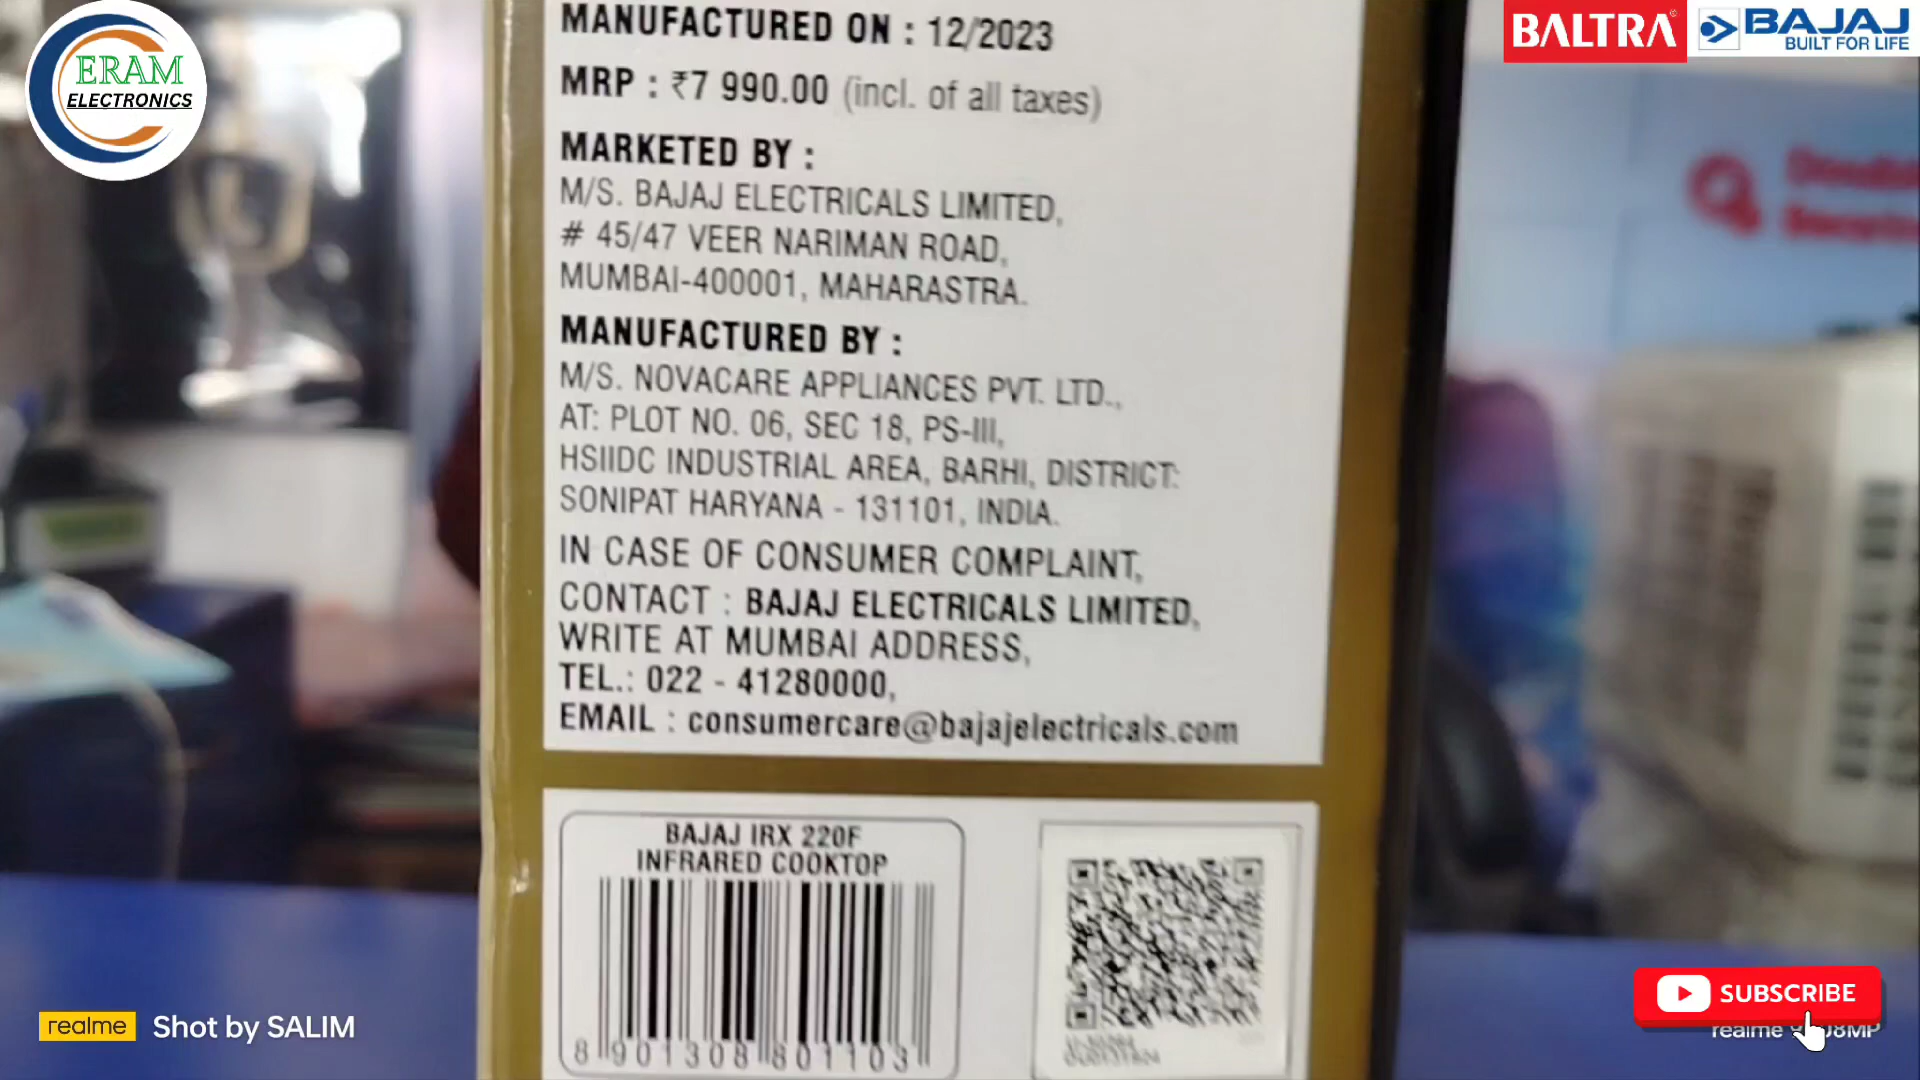 ERAM
ELECTRONICS
BALTRA
BAJAJ
BUILT FOR LIFE
MANUFACTURED ON : 12/2023
MRP : ₹7 990.00 (incl. of all taxes)
MARKETED BY :
M/S. BAJAJ ELECTRICALS LIMITED,
# 45/47 VEER NARIMAN ROAD,
MUMBAI-400001, MAHARASTRA.
MANUFACTURED BY :
M/S. NOVACARE APPLIANCES PVT. LTD.,
AT: PLOT NO. 06, SEC 18, PS-III,
HSIIDC INDUSTRIAL AREA, BARHI, DISTRICT:
SONIPAT HARYANA - 131101, INDIA.
IN CASE OF CONSUMER COMPLAINT,
CONTACT : BAJAJ ELECTRICALS LIMITED,
WRITE AT MUMBAI ADDRESS,
TEL.: 022 - 41280000,
EMAIL : consumercare@bajajelectricals.com
BAJAJ IRX 220F
INFRARED COOKTOP
8 901308 801103
realme Shot by SALIM
SUBSCRIBE
realme